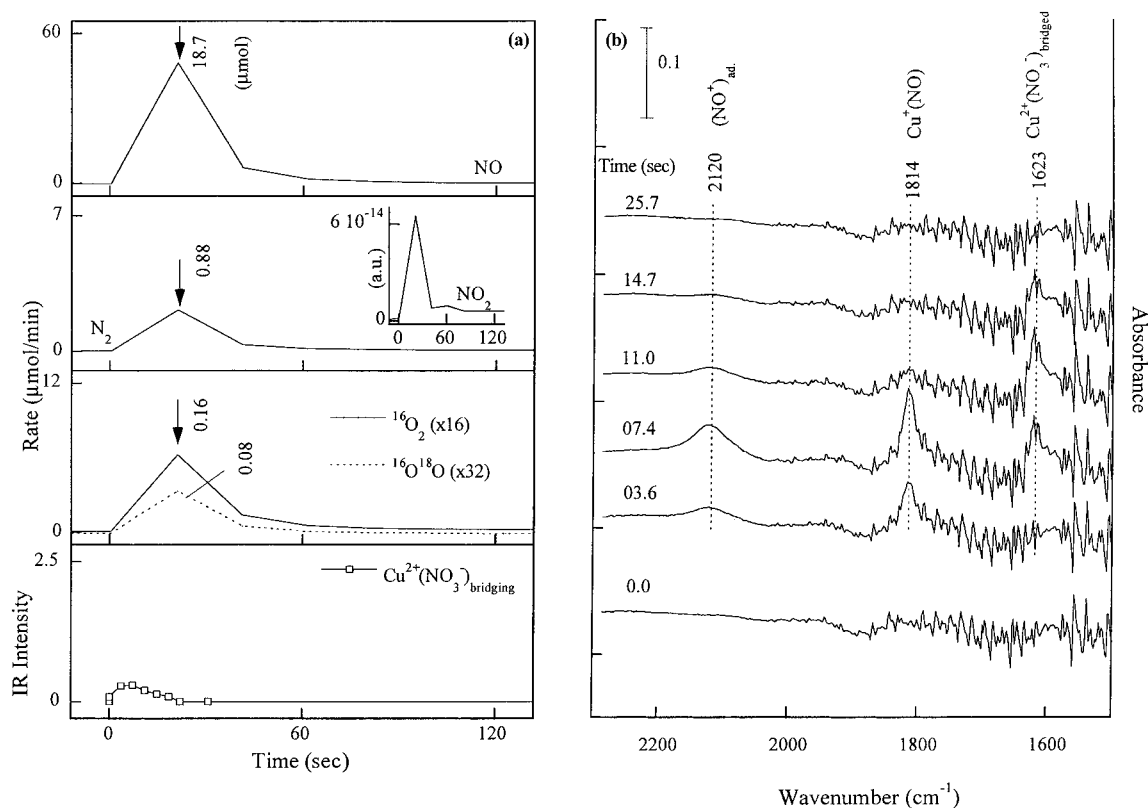 (a)
60
0
18.7
(μmol)
NO
7
0
0.88
N₂
6 10⁻¹⁴
0
(a.u.)
NO₂
0 60 120
12
0
0.16
0.08
¹⁶O₂ (x16)
¹⁶O¹⁸O (x32)
Rate (μmol/min)
2.5
0
Cu²⁺(NO₃⁻)bridging
IR Intensity
0 60 120
Time (sec)
(b)
0.1
(NO⁺)ad.
Cu⁺(NO)
Cu²⁺(NO₃⁻)bridged
Time (sec)
2120
1814
1623
25.7
14.7
11.0
07.4
03.6
0.0
Absorbance
2200 2000 1800 1600
Wavenumber (cm⁻¹)